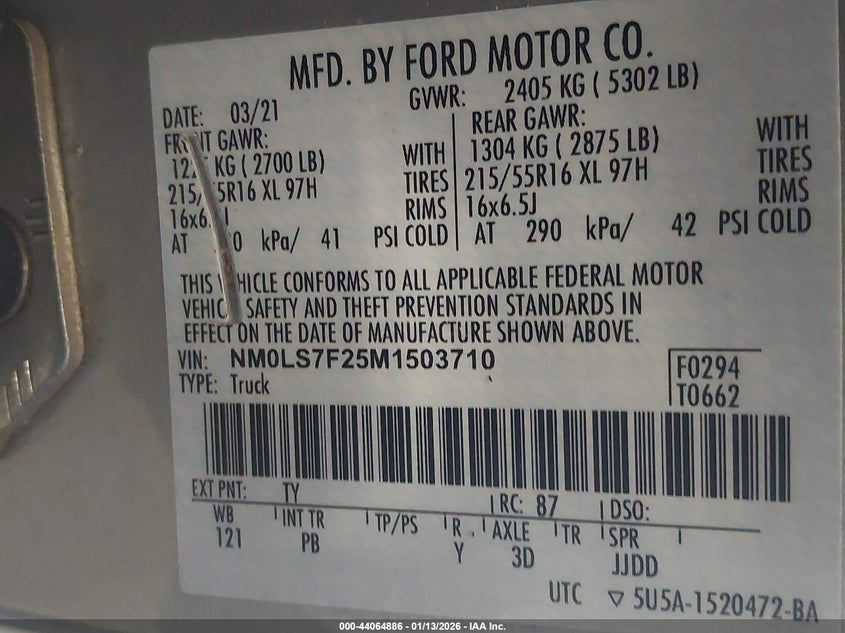 MFD. BY FORD MOTOR CO.
DATE: 03/21 GVWR: 2405 KG ( 5302 LB)
GAWR: REAR GAWR:
KG ( 2700 LB) WITH 1304 KG ( 2875 LB) WITH
XL 97H TIRES 215/55R16 XL 97H TIRES
RIMS 16x6.5J RIMS
AT kPa/ 41 PSI COLD AT 290 kPa/ 42 PSI COLD
THIS CONFORMS TO ALL APPLICABLE FEDERAL MOTOR
SAFETY AND THEFT PREVENTION STANDARDS IN
EFFECT ON THE DATE OF MANUFACTURE SHOWN ABOVE.
VIN: NM0LS7F25M1503710
TYPE: Truck
F0294
T0662
EXT PNT: TY RC: 87 DSO:
WB INT TR TP/PS R. AXLE TR SPR
121 PB Y 3D JJDD
UTC ▽ 5U5A-1520472-BA
000-44064886 - 01/13/2026 - IAA Inc.